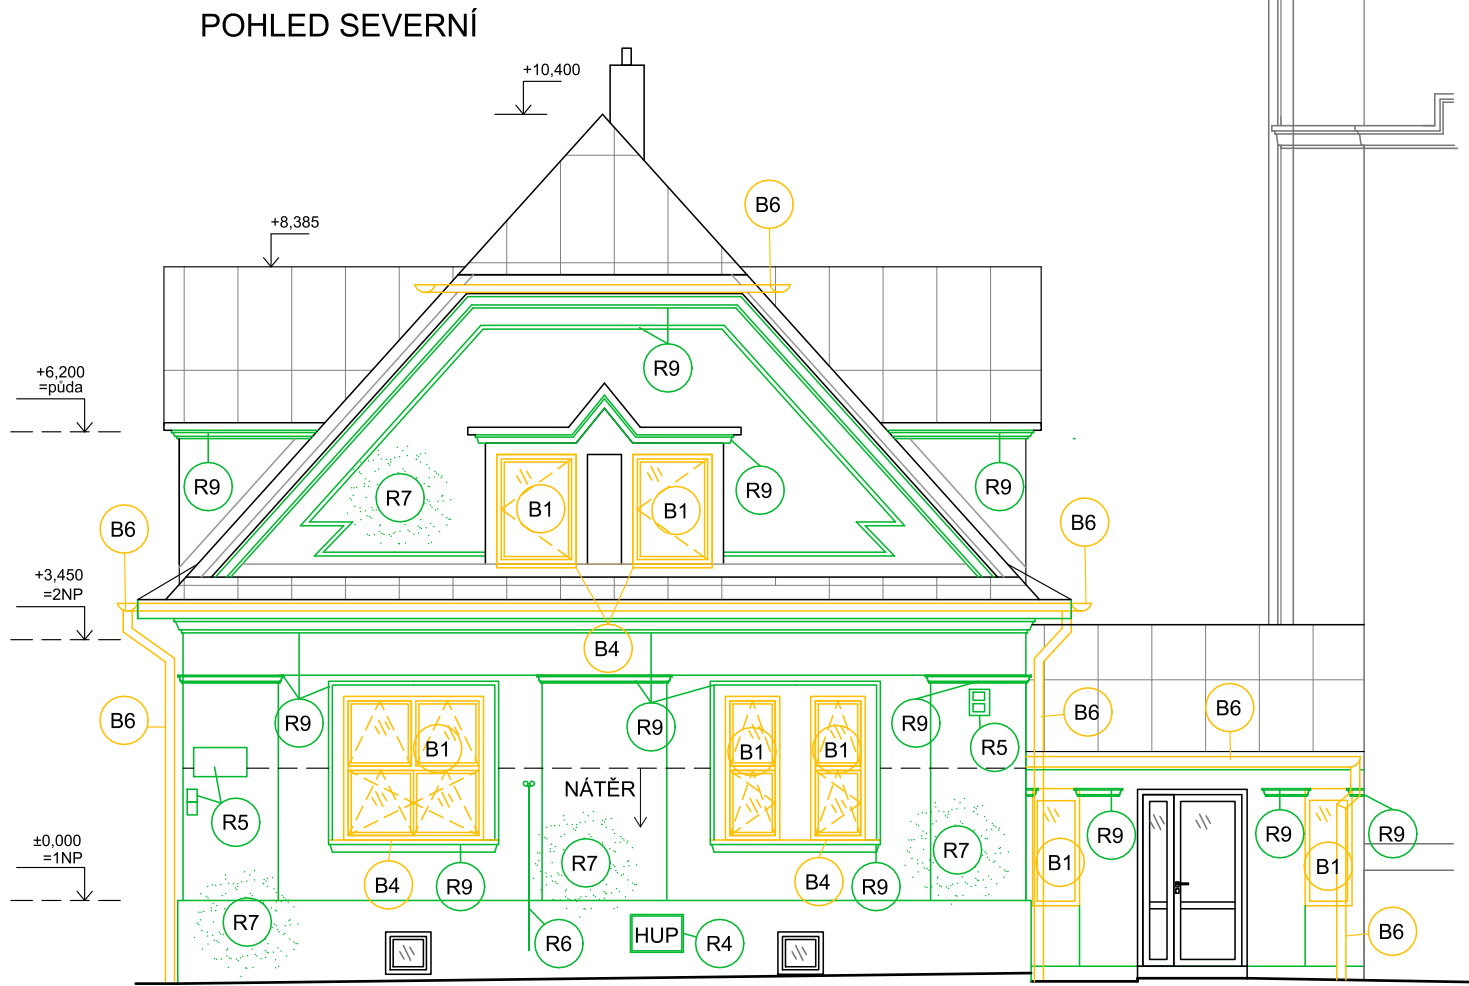 POHLED SEVERNÍ
+10,400
B6
+8,385
R9
+6,200
=půda
R9
R7
B1
B1
R9
R9
B6
B6
+3,450
=2NP
B4
B6
R9
B1
R9
B1
B1
R9
R5
B6
B6
NÁTĚR
R5
±0,000
=1NP
R7
R7
R9
R9
R9
B1
B1
B4
R9
B4
R9
R7
R6
HUP
R4
B6